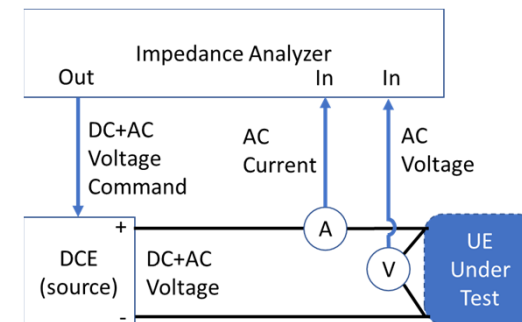 Impedance Analyzer
Out
In
In
DC+AC
Voltage
Command
AC
Current
AC
Voltage
+
A
DCE
(source)
DC+AC
Voltage
V
UE
Under
Test
-